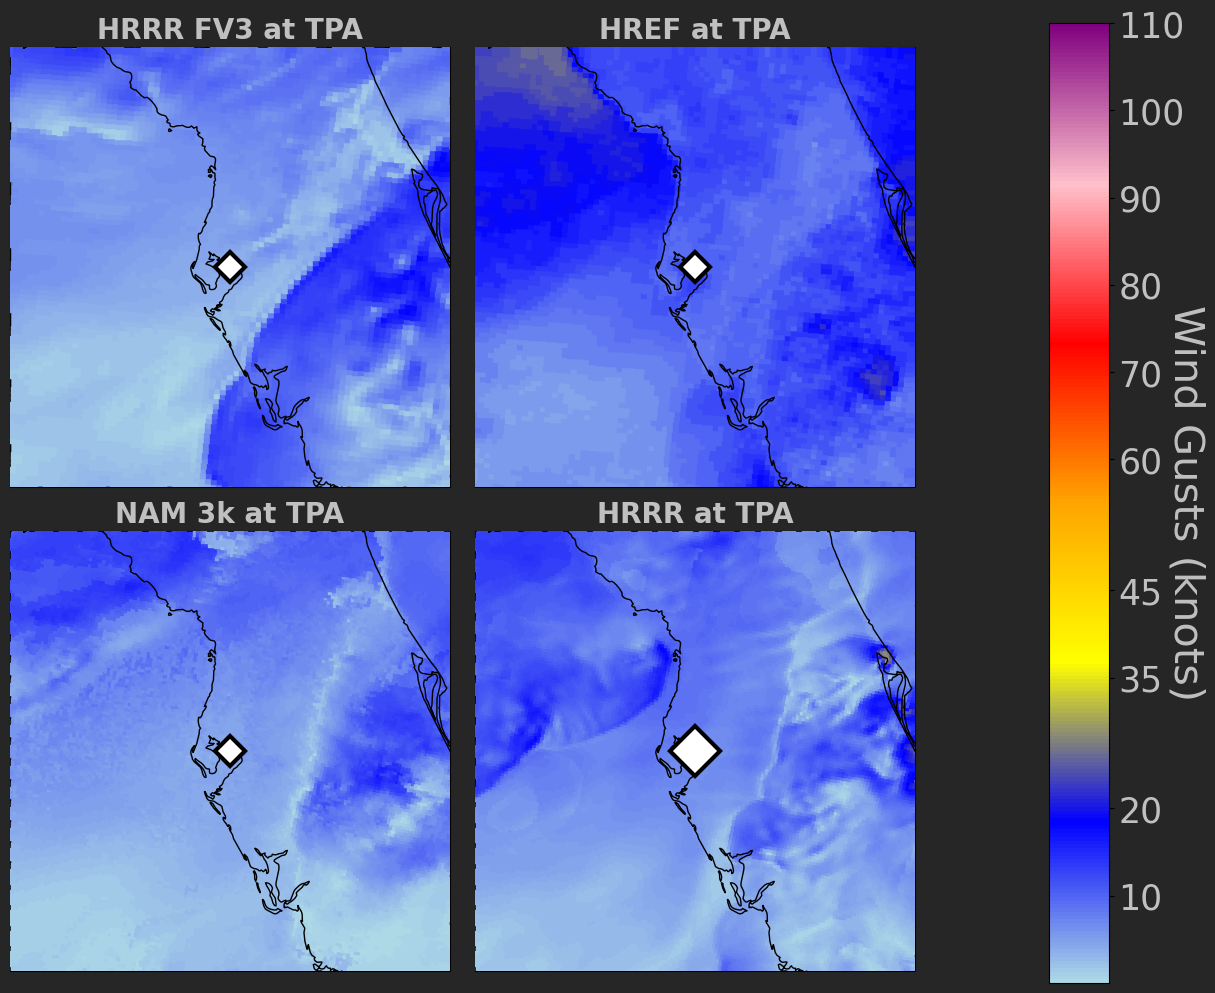 HRRR FV3 at TPA
HREF at TPA
NAM 3k at TPA
HRRR at TPA
110
100
90
80
70
60
45
35
20
10
Wind Gusts (knots)